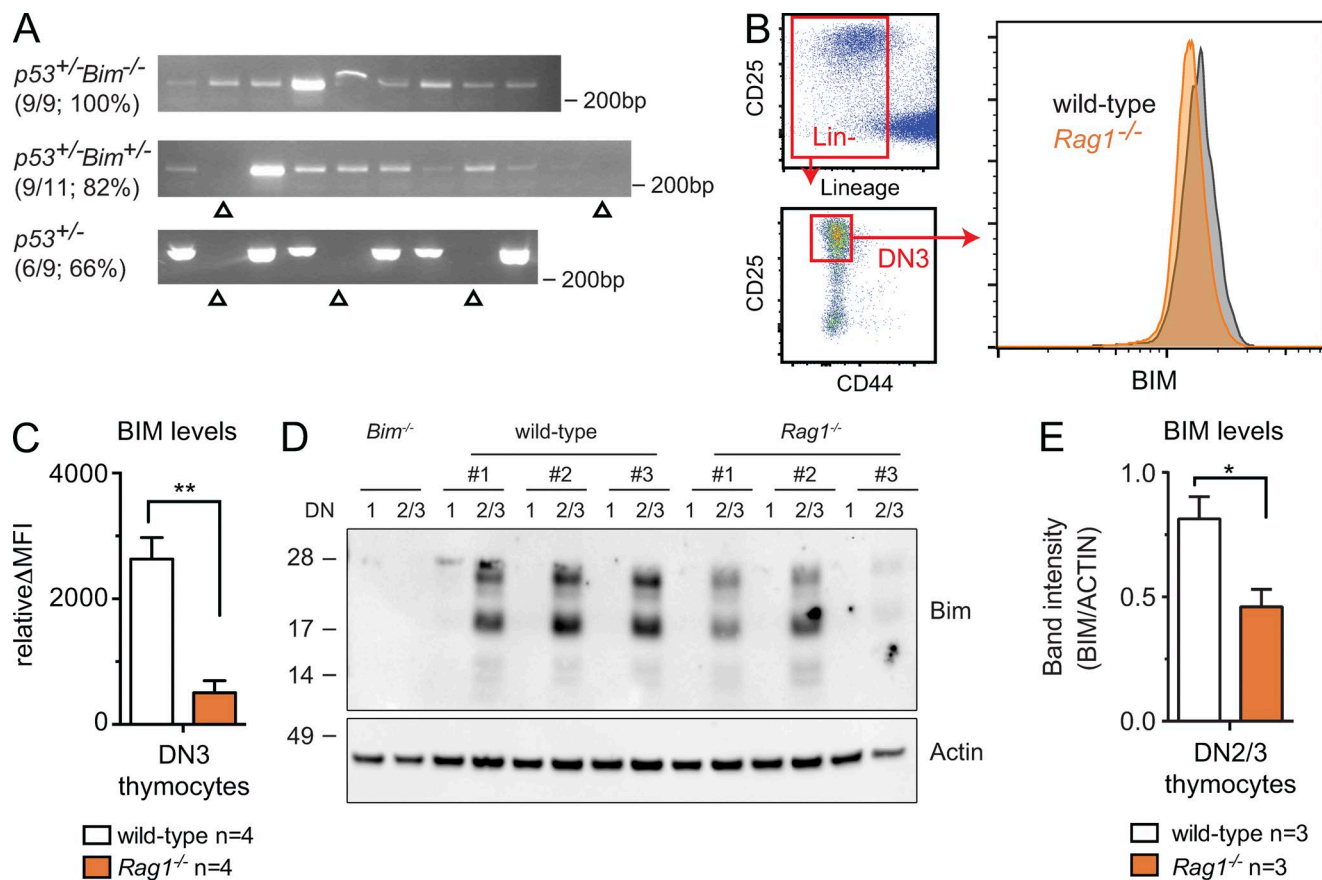 A
p53+/-Bim-/-
(9/9; 100%)
– 200bp
p53+/-Bim+/-
(9/11; 82%)
– 200bp
p53+/-
(6/9; 66%)
– 200bp
B
CD25
Lin-
Lineage
CD25
DN3
CD44
wild-type
Rag1-/-
BIM
C
BIM levels
relativeΔMFI
4000
2000
0
**
DN3
thymocytes
wild-type n=4
Rag1-/- n=4
D
Bim-/- wild-type Rag1-/-
#1 #2 #3 #1 #2 #3
DN 1 2/3 1 2/3 1 2/3 1 2/3 1 2/3 1 2/3 1 2/3
28 –
17 –
14 –
Bim
49 –
Actin
E
BIM levels
Band intensity
(BIM/ACTIN)
1.0
0.5
0.0
*
DN2/3
thymocytes
wild-type n=3
Rag1-/- n=3